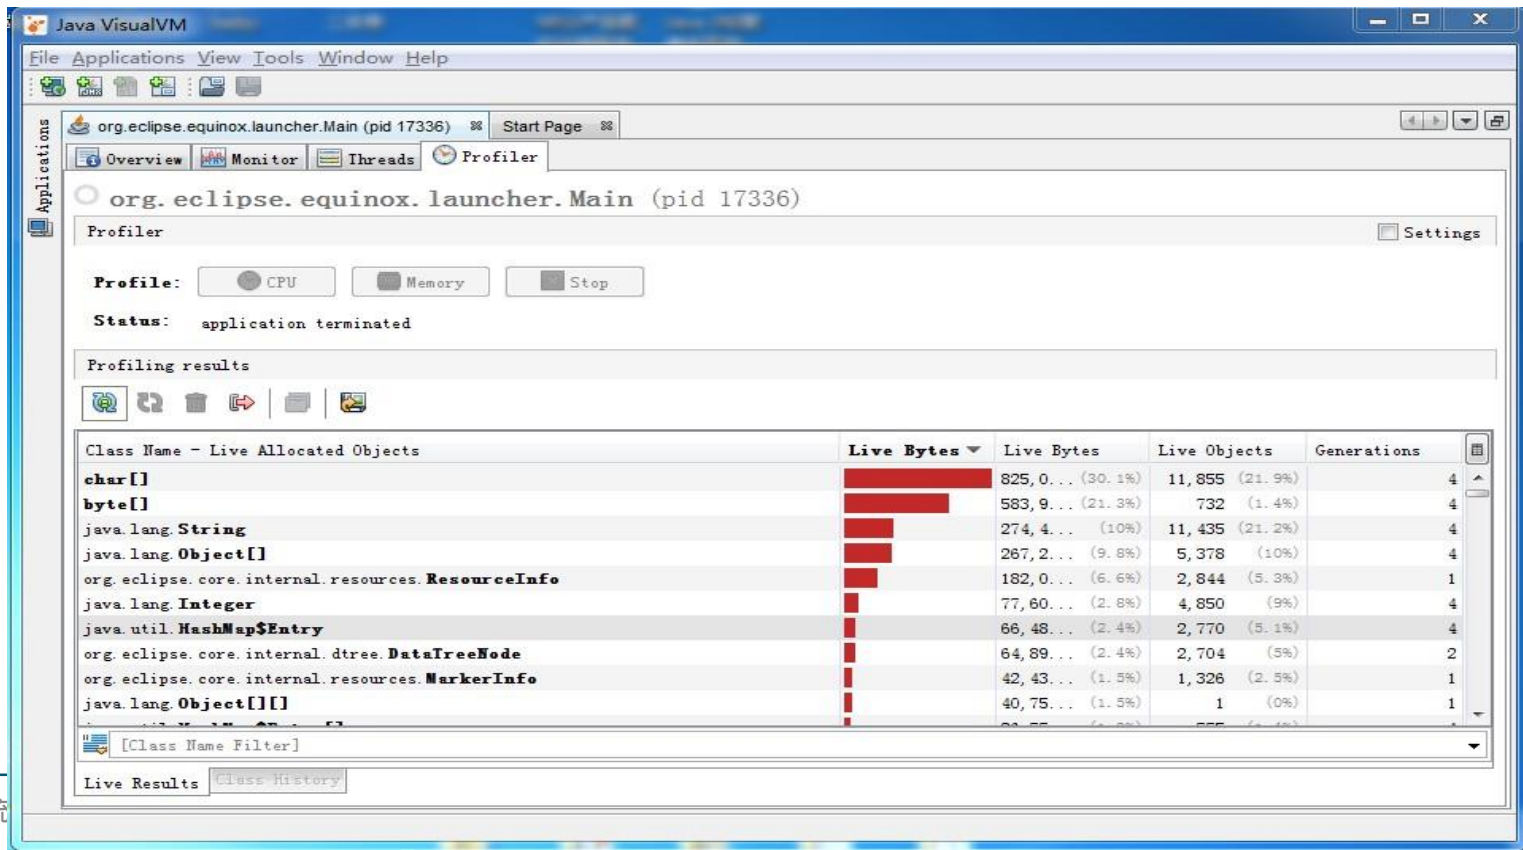 Java VisualVM
File Applications View Tools Window Help
Applications
org.eclipse.equinox.launcher.Main (pid 17336) Start Page
Overview Monitor Threads Profiler
org.eclipse.equinox.launcher.Main (pid 17336)
Profiler Settings
Profile: CPU Memory Stop
Status: application terminated
Profiling results
Class Name - Live Allocated Objects Live Bytes Live Bytes Live Objects Generations
char[] 825,0... (30.1%) 11,855 (21.9%) 4
byte[] 583,9... (21.3%) 732 (1.4%) 4
java.lang.String 274,4... (10%) 11,435 (21.2%) 4
java.lang.Object[] 267,2... (9.8%) 5,378 (10%) 4
org.eclipse.core.internal.resources.ResourceInfo 182,0... (6.6%) 2,844 (5.3%) 1
java.lang.Integer 77,60... (2.8%) 4,850 (9%) 4
java.util.HashMap$Entry 66,48... (2.4%) 2,770 (5.1%) 4
org.eclipse.core.internal.dtree.DataTreeNode 64,89... (2.4%) 2,704 (5%) 2
org.eclipse.core.internal.resources.MarkerInfo 42,43... (1.5%) 1,326 (2.5%) 1
java.lang.Object[][] 40,75... (1.5%) 1 (0%) 1
[Class Name Filter]
Live Results Class History